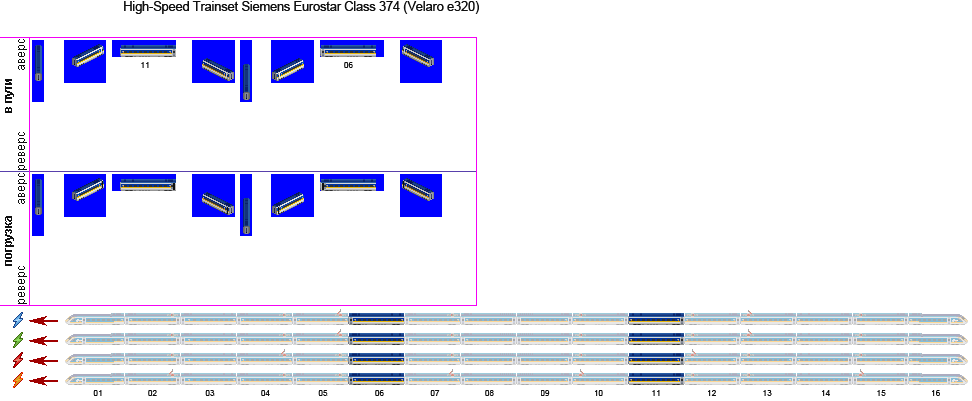 High-Speed Trainset Siemens Eurostar Class 374 (Velaro e320)
аверс
11
06
в пути
реверс
аверс
погрузка
реверс
01 02 03 04 05 06 07 08 09 10 11 12 13 14 15 16